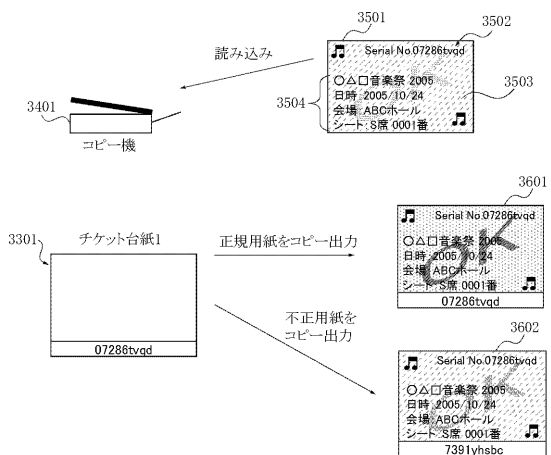 3501
3502
Serial No.07286tvqd
読み込み
3503
3504
○△□音楽祭 2005
日時：2005/10/24
会場：ABCホール
シート：S席 0001番
3401
コピー機
3601
チケット台紙1
3301
正規用紙をコピー出力
Serial No.07286tvqd
○△□音楽祭 2005
日時：2005/10/24
会場：ABCホール
シート：S席 0001番
OK
07286tvqd
不正用紙を
コピー出力
07286tvqd
3602
Serial No.07286tvqd
○△□音楽祭 2005
日時：2005/10/24
会場：ABCホール
シート：S席 0001番
OK
7391yhsbc